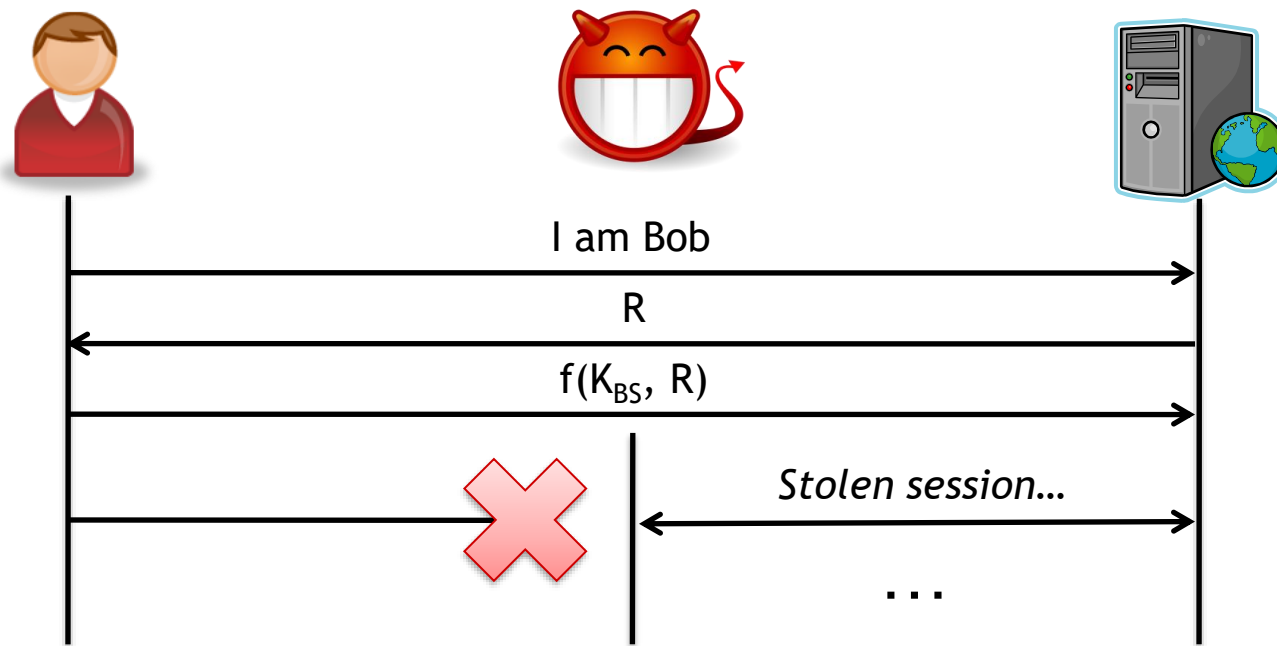 I am Bob
R
f(K_BS, R)
Stolen session…
...